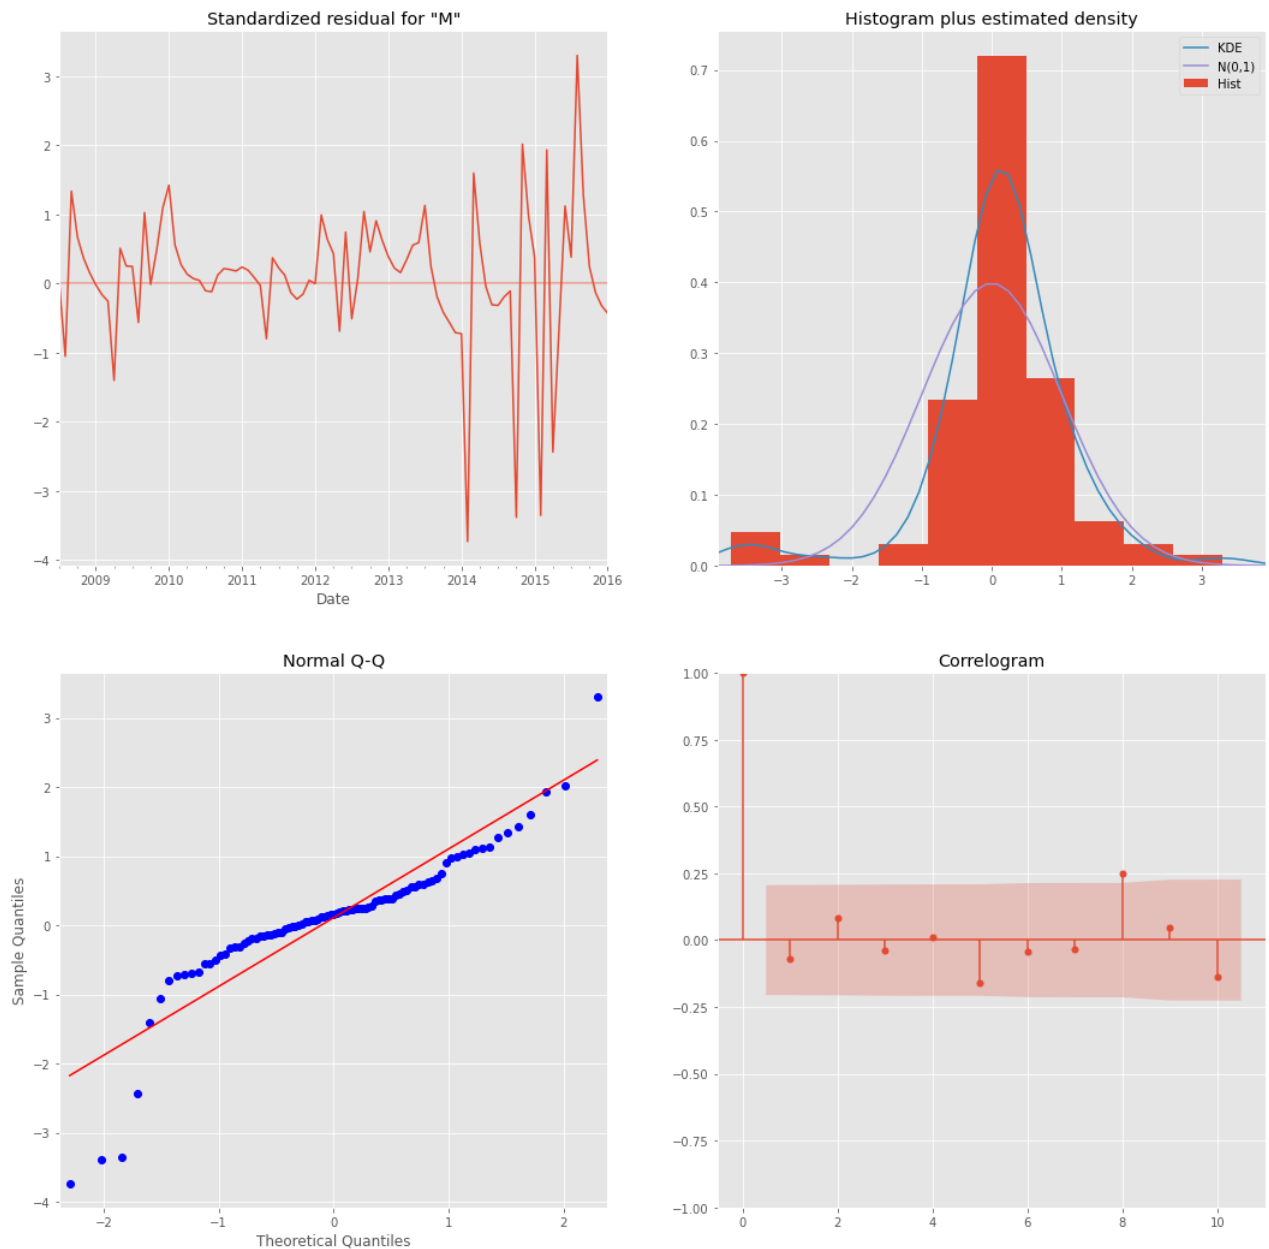 Standardized residual for "M"
3
2
1
0
−1
−2
−3
−4
2009 2010 2011 2012 2013 2014 2015 2016
Date
Histogram plus estimated density
KDE
N(0,1)
Hist
0.7
0.6
0.5
0.4
0.3
0.2
0.1
0.0
−3 −2 −1 0 1 2 3
Normal Q-Q
Sample Quantiles
3
2
1
0
−1
−2
−3
−4
−2 −1 0 1 2
Theoretical Quantiles
Correlogram
1.00
0.75
0.50
0.25
0.00
−0.25
−0.50
−0.75
−1.00
0 2 4 6 8 10